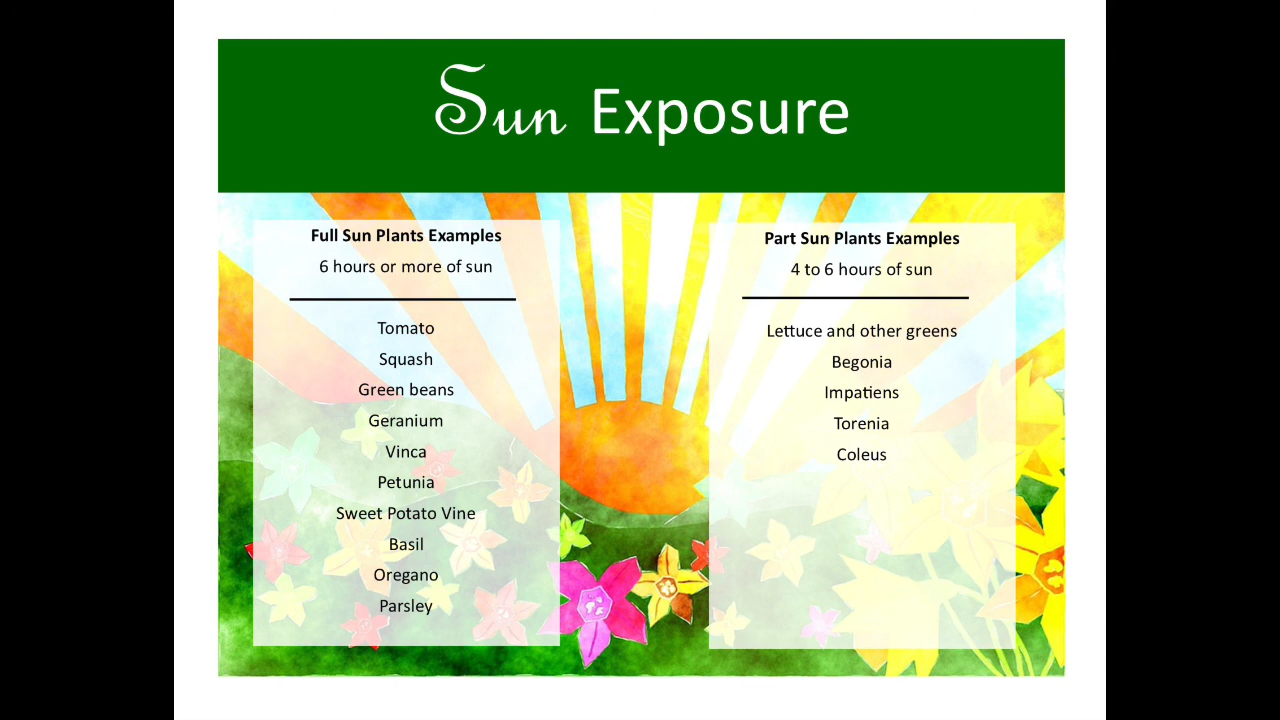 Sun Exposure
Full Sun Plants Examples
6 hours or more of sun
Tomato
Squash
Green beans
Geranium
Vinca
Petunia
Sweet Potato Vine
Basil
Oregano
Parsley
Part Sun Plants Examples
4 to 6 hours of sun
Lettuce and other greens
Begonia
Impatiens
Torenia
Coleus